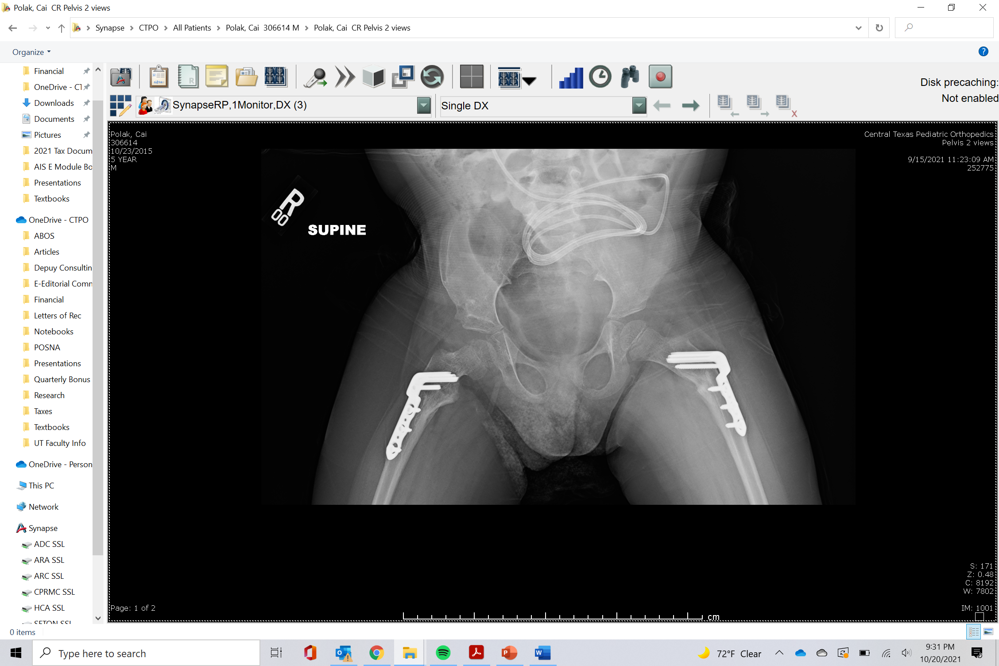 Polak, Cai  CR Pelvis 2 views
Synapse > CTPO > All Patients > Polak, Cai  306614 M > Polak, Cai  CR Pelvis 2 views
Organize
Financial
OneDrive - CT
Downloads
Documents
Pictures
2021 Tax Docum
AIS E Module Bo
Presentations
Textbooks
OneDrive - CTPO
ABOS
Articles
Depuy Consultin
E-Editorial Comm
Financial
Letters of Rec
Notebooks
POSNA
Presentations
Quarterly Bonus
Research
Taxes
Textbooks
UT Faculty Info
OneDrive - Person
This PC
Network
Synapse
ADC SSL
ARA SSL
ARC SSL
CPRMC SSL
HCA SSL
SETON SSL
0 items
Disk precaching:
Not enabled
SynapseRP,1Monitor,DX (3)
Single DX
Polak, Cai
306614
10/23/2015
5 YEAR
M
Central Texas Pediatric Orthopedics
Pelvis 2 views
9/15/2021 11:23:09 AM
252775
R
00
SUPINE
S: 171
Z: 0.48
C: 8192
W: 7802
IM: 1001
Page: 1 of 2
cm
Type here to search
72°F  Clear
9:31 PM
10/20/2021